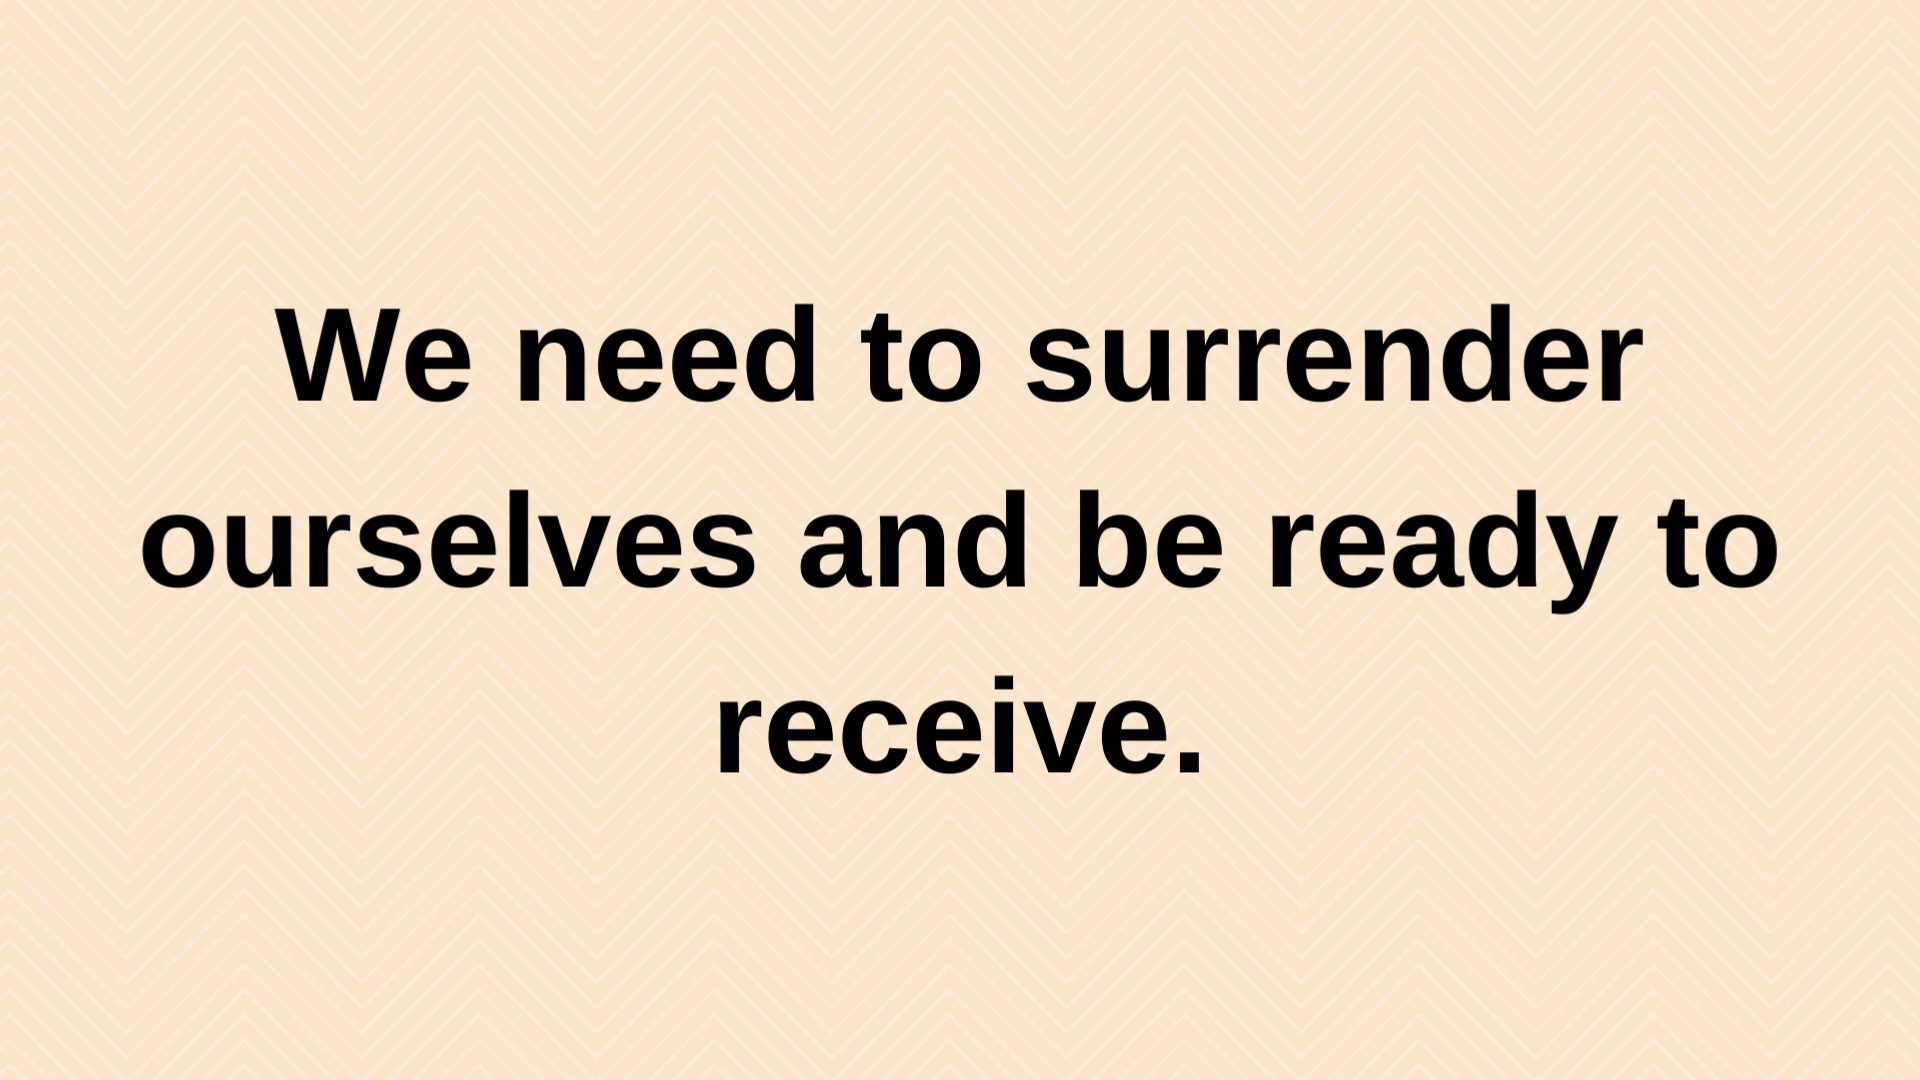 We need to surrender
ourselves and be ready to
receive.